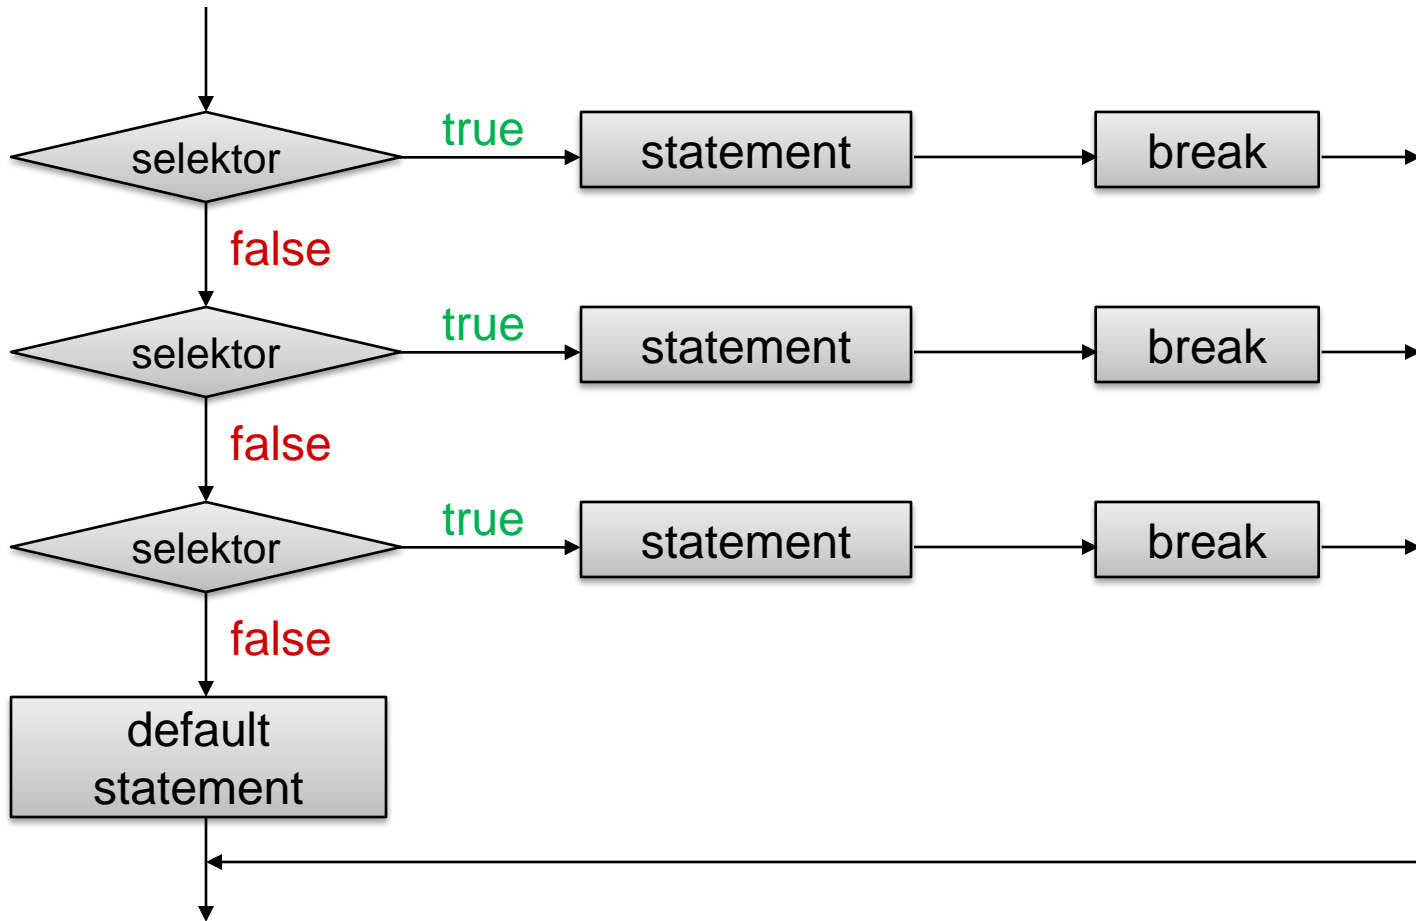 true
selektor
statement
break
false
true
selektor
statement
break
false
true
selektor
statement
break
false
default
statement